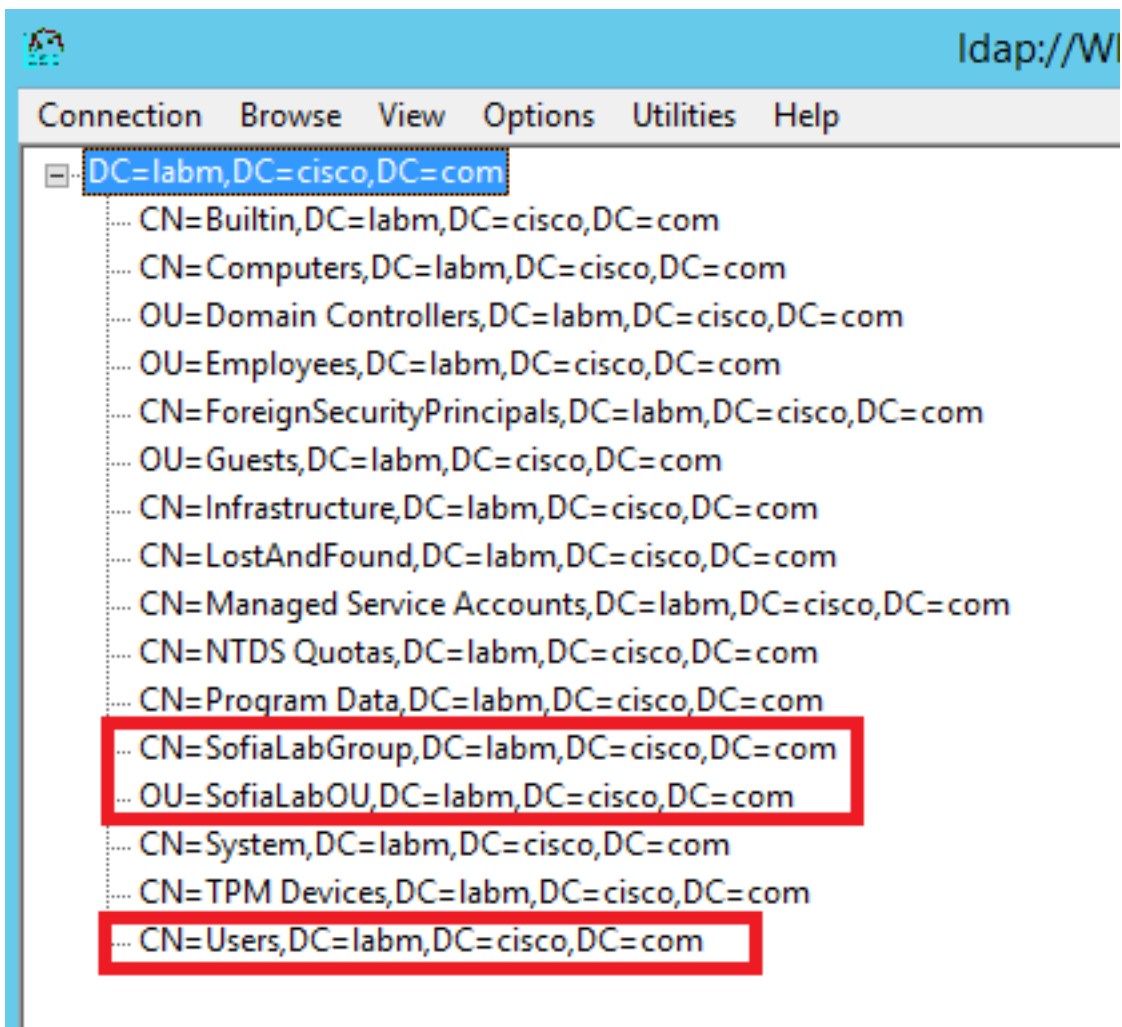 ldap://WI
Connection Browse View Options Utilities Help
DC=labm,DC=cisco,DC=com
CN=Builtin,DC=labm,DC=cisco,DC=com
CN=Computers,DC=labm,DC=cisco,DC=com
OU=Domain Controllers,DC=labm,DC=cisco,DC=com
OU=Employees,DC=labm,DC=cisco,DC=com
CN=ForeignSecurityPrincipals,DC=labm,DC=cisco,DC=com
OU=Guests,DC=labm,DC=cisco,DC=com
CN=Infrastructure,DC=labm,DC=cisco,DC=com
CN=LostAndFound,DC=labm,DC=cisco,DC=com
CN=Managed Service Accounts,DC=labm,DC=cisco,DC=com
CN=NTDS Quotas,DC=labm,DC=cisco,DC=com
CN=Program Data,DC=labm,DC=cisco,DC=com
CN=SofiaLabGroup,DC=labm,DC=cisco,DC=com
OU=SofiaLabOU,DC=labm,DC=cisco,DC=com
CN=System,DC=labm,DC=cisco,DC=com
CN=TPM Devices,DC=labm,DC=cisco,DC=com
CN=Users,DC=labm,DC=cisco,DC=com